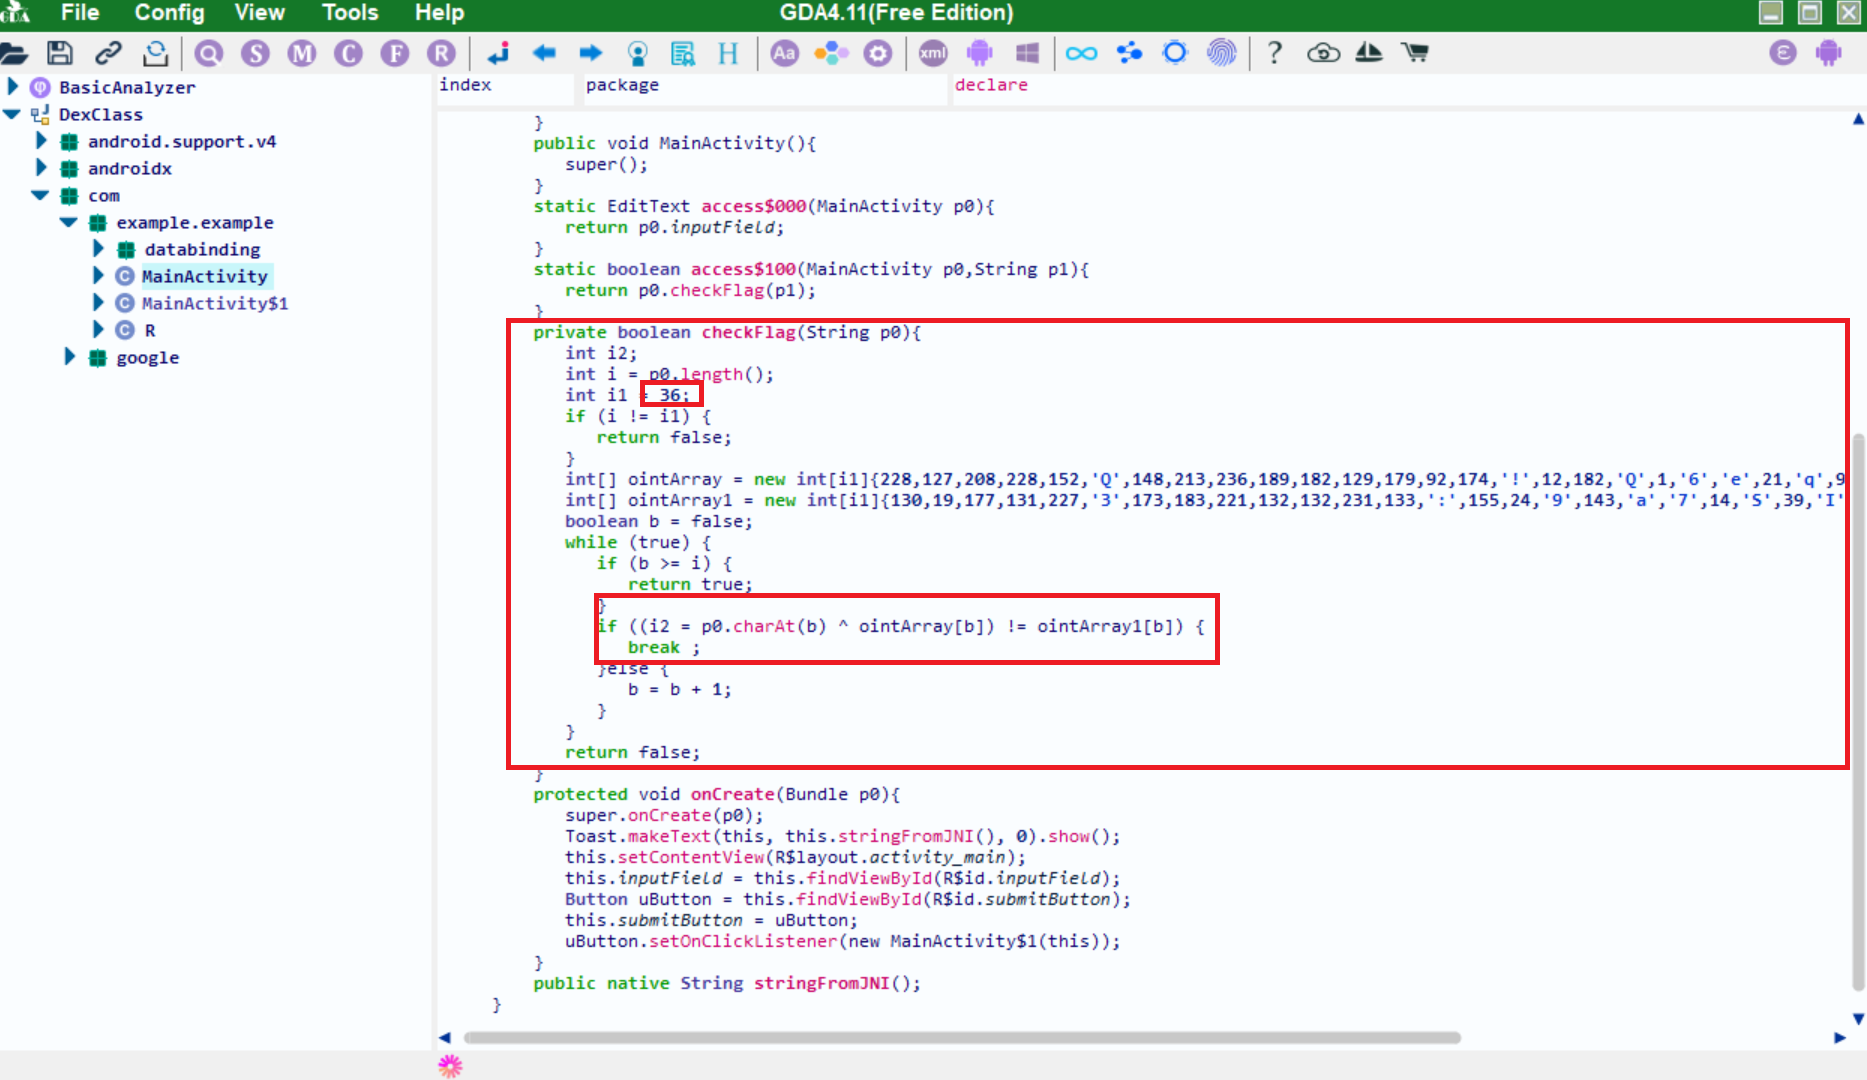 File Config View Tools Help GDA4.11(Free Edition)
GDA Q S M C F R H Aa xml ? ε
BasicAnalyzer
DexClass
android.support.v4
androidx
com
example.example
databinding
C MainActivity
C MainActivity$1
C R
google
index package declare
}
public void MainActivity(){
super();
}
static EditText access$000(MainActivity p0){
return p0.inputField;
}
static boolean access$100(MainActivity p0,String p1){
return p0.checkFlag(p1);
}
private boolean checkFlag(String p0){
int i2;
int i = p0.length();
int i1 = 36;
if (i != i1) {
return false;
}
int[] ointArray = new int[i1]{228,127,208,228,152,'Q',148,213,236,189,182,129,179,92,174,'!',12,182,'Q',1,'6','e',21,'q',9
int[] ointArray1 = new int[i1]{130,19,177,131,227,'3',173,183,221,132,132,231,133,':',155,24,'9',143,'a','7',14,'S',39,'I'
boolean b = false;
while (true) {
if (b >= i) {
return true;
}
if ((i2 = p0.charAt(b) ^ ointArray[b]) != ointArray1[b]) {
break ;
}else {
b = b + 1;
}
}
return false;
}
protected void onCreate(Bundle p0){
super.onCreate(p0);
Toast.makeText(this, this.stringFromJNI(), 0).show();
this.setContentView(R$layout.activity_main);
this.inputField = this.findViewById(R$id.inputField);
Button uButton = this.findViewById(R$id.submitButton);
this.submitButton = uButton;
uButton.setOnClickListener(new MainActivity$1(this));
}
public native String stringFromJNI();
}